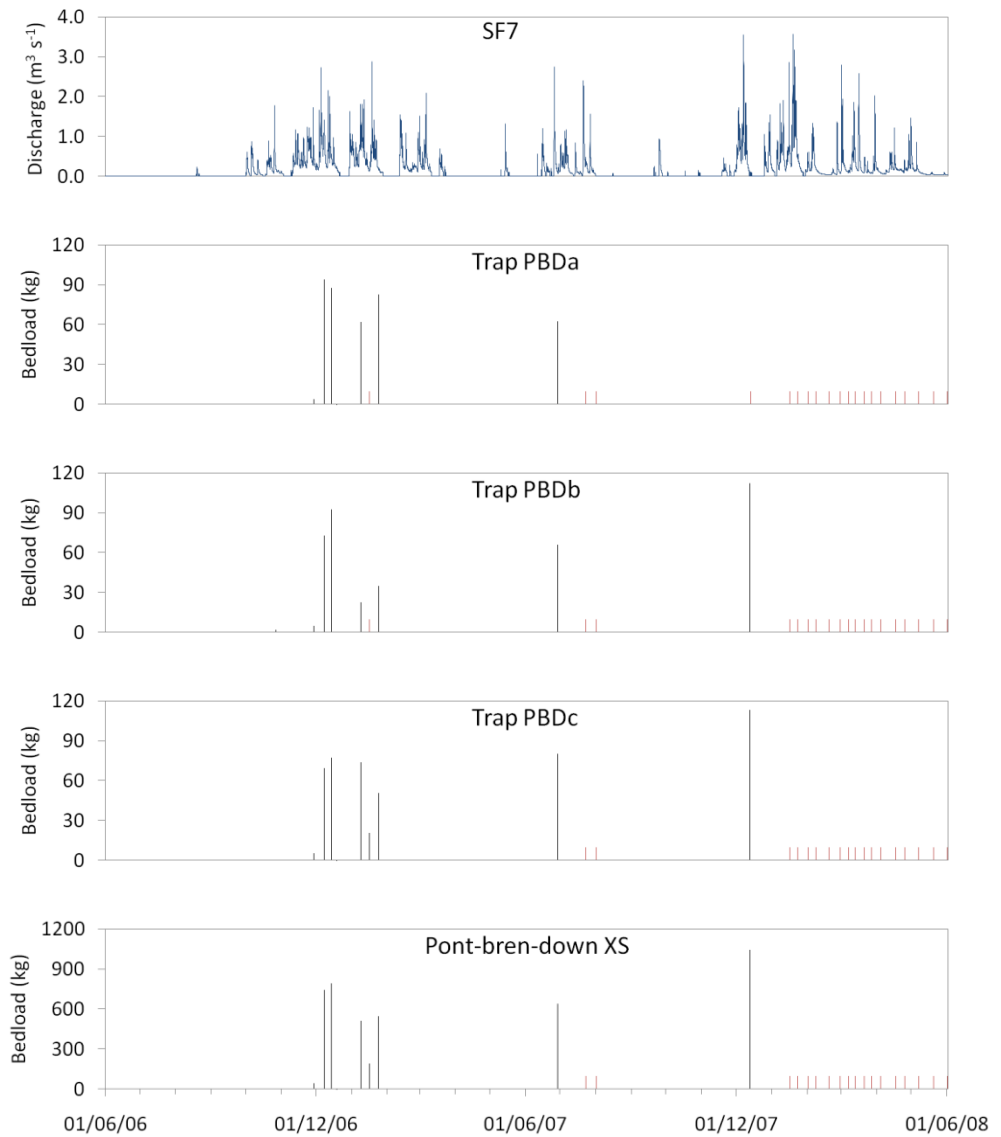 SF7
Discharge (m³ s⁻¹)
4.0
3.0
2.0
1.0
0.0
Trap PBDa
Bedload (kg)
120
90
60
30
0
Trap PBDb
Bedload (kg)
120
90
60
30
0
Trap PBDc
Bedload (kg)
120
90
60
30
0
Pont-bren-down XS
Bedload (kg)
1200
900
600
300
0
01/06/06 01/12/06 01/06/07 01/12/07 01/06/08